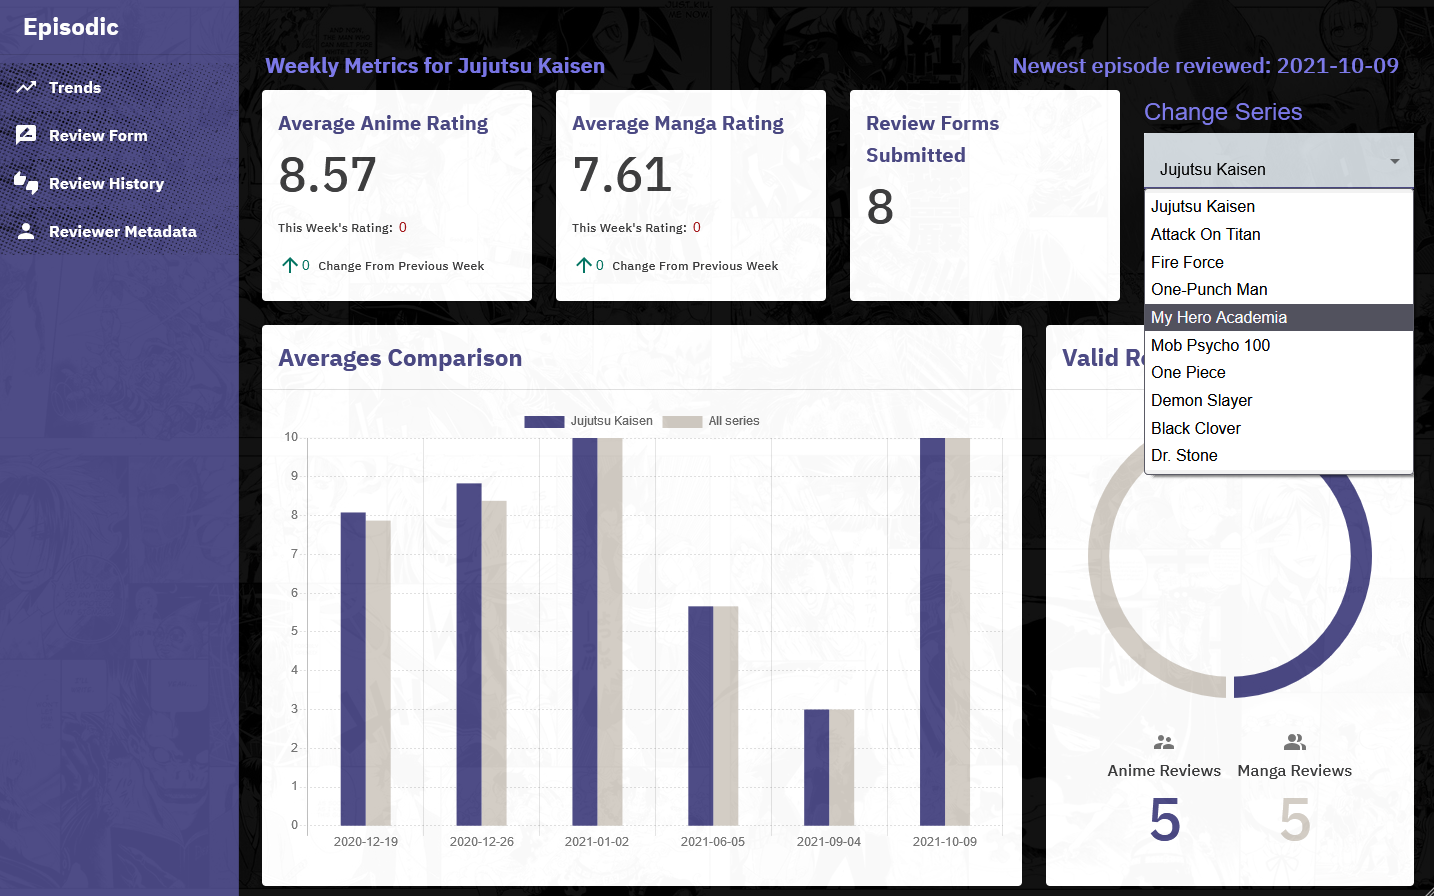 Episodic
Trends
Review Form
Review History
Reviewer Metadata
Weekly Metrics for Jujutsu Kaisen
Newest episode reviewed: 2021-10-09
Average Anime Rating
8.57
This Week's Rating: 0
0 Change From Previous Week
Average Manga Rating
7.61
This Week's Rating: 0
0 Change From Previous Week
Review Forms
Submitted
8
Change Series
Jujutsu Kaisen
Jujutsu Kaisen
Attack On Titan
Fire Force
One-Punch Man
My Hero Academia
Mob Psycho 100
One Piece
Demon Slayer
Black Clover
Dr. Stone
Averages Comparison
Jujutsu Kaisen All series
10
9
8
7
6
5
4
3
2
1
0
2020-12-19 2020-12-26 2021-01-02 2021-06-05 2021-09-04 2021-10-09
Valid
Anime Reviews
5
Manga Reviews
5